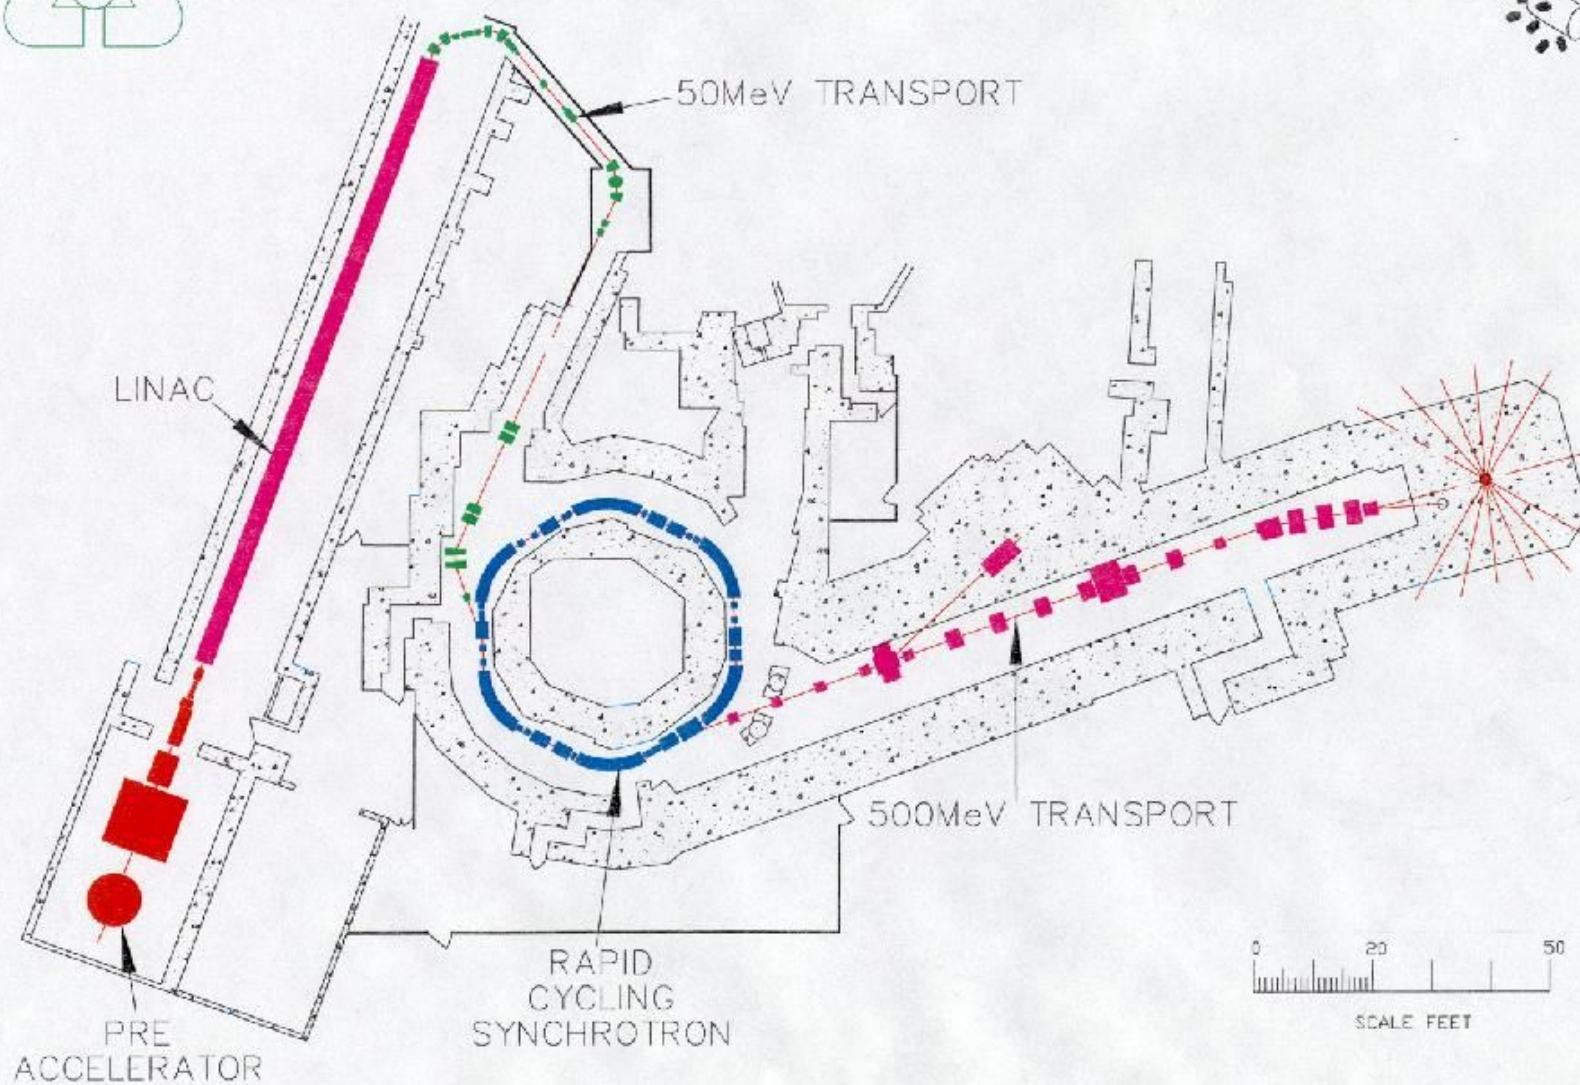 50MeV TRANSPORT
LINAC
500MeV TRANSPORT
RAPID
CYCLING
SYNCHROTRON
PRE
ACCELERATOR
0 20 50
SCALE FEET